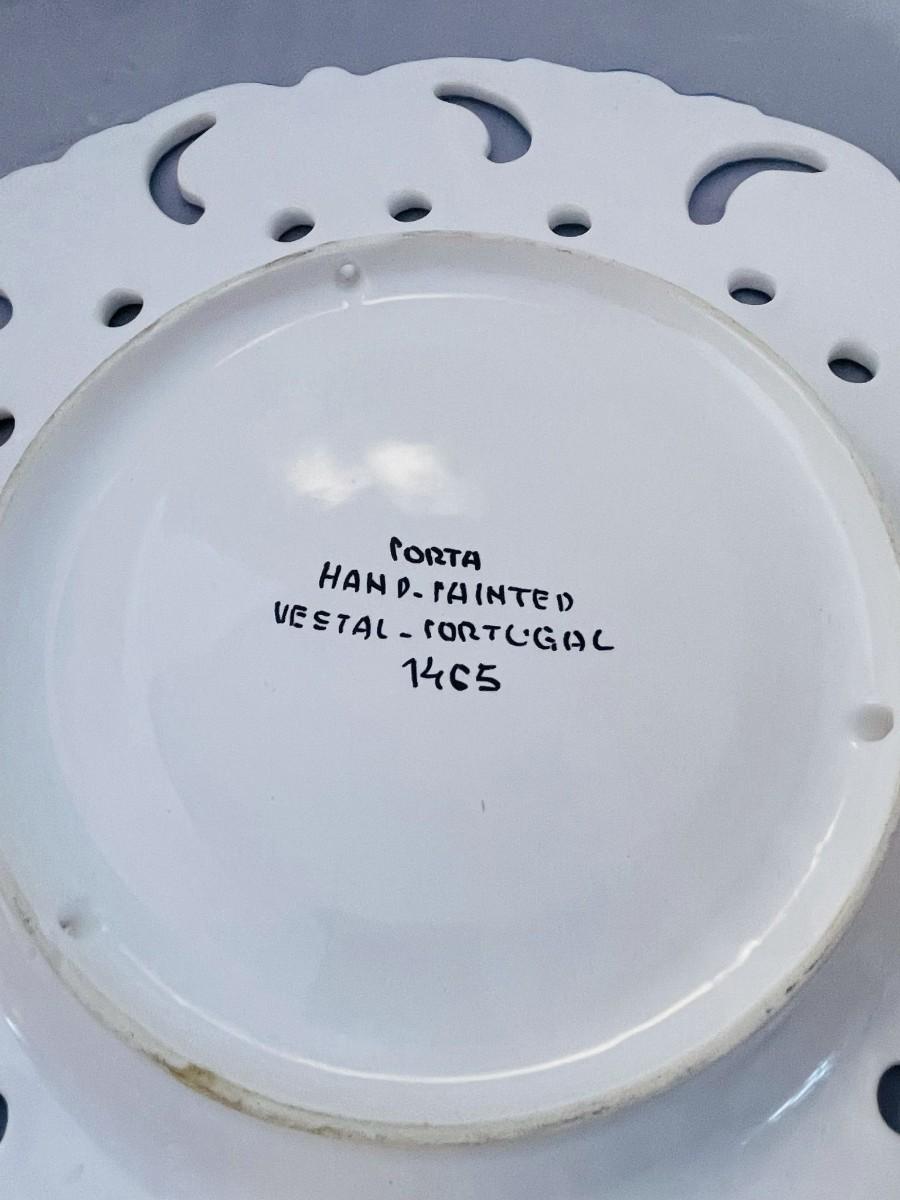 PORTA
HAND-PAINTED
VESTAL-PORTUGAL
1465